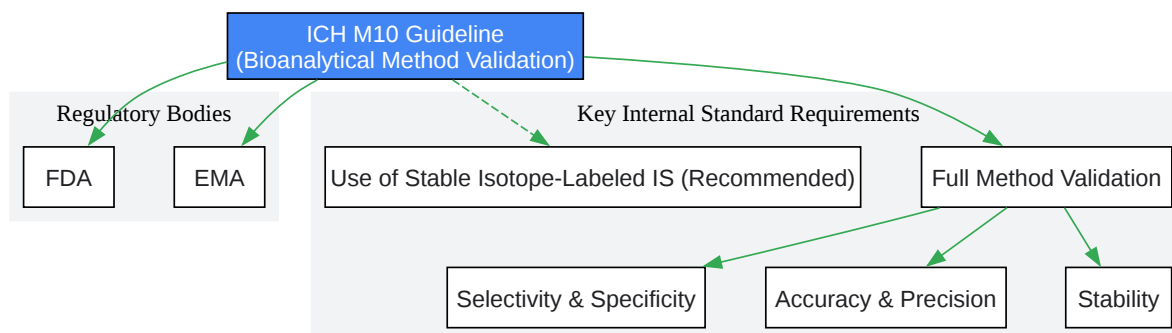 ICH M10 Guideline
(Bioanalytical Method Validation)
Regulatory Bodies
Key Internal Standard Requirements
FDA
EMA
Use of Stable Isotope-Labeled IS (Recommended)
Full Method Validation
Selectivity & Specificity
Accuracy & Precision
Stability